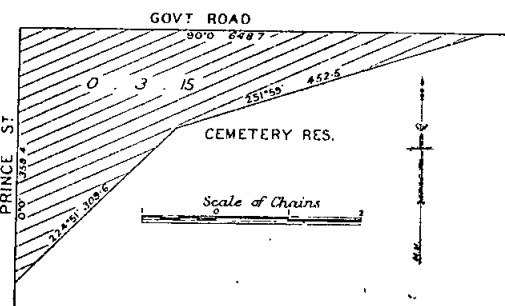 GOVT ROAD
90°0' 648·7
0 . 3 . 15
251°59' 452·5
CEMETERY RES.
PRINCE ST
0°0' 359·4
224°51' 309·6
Scale of Chains
1 0 1 2